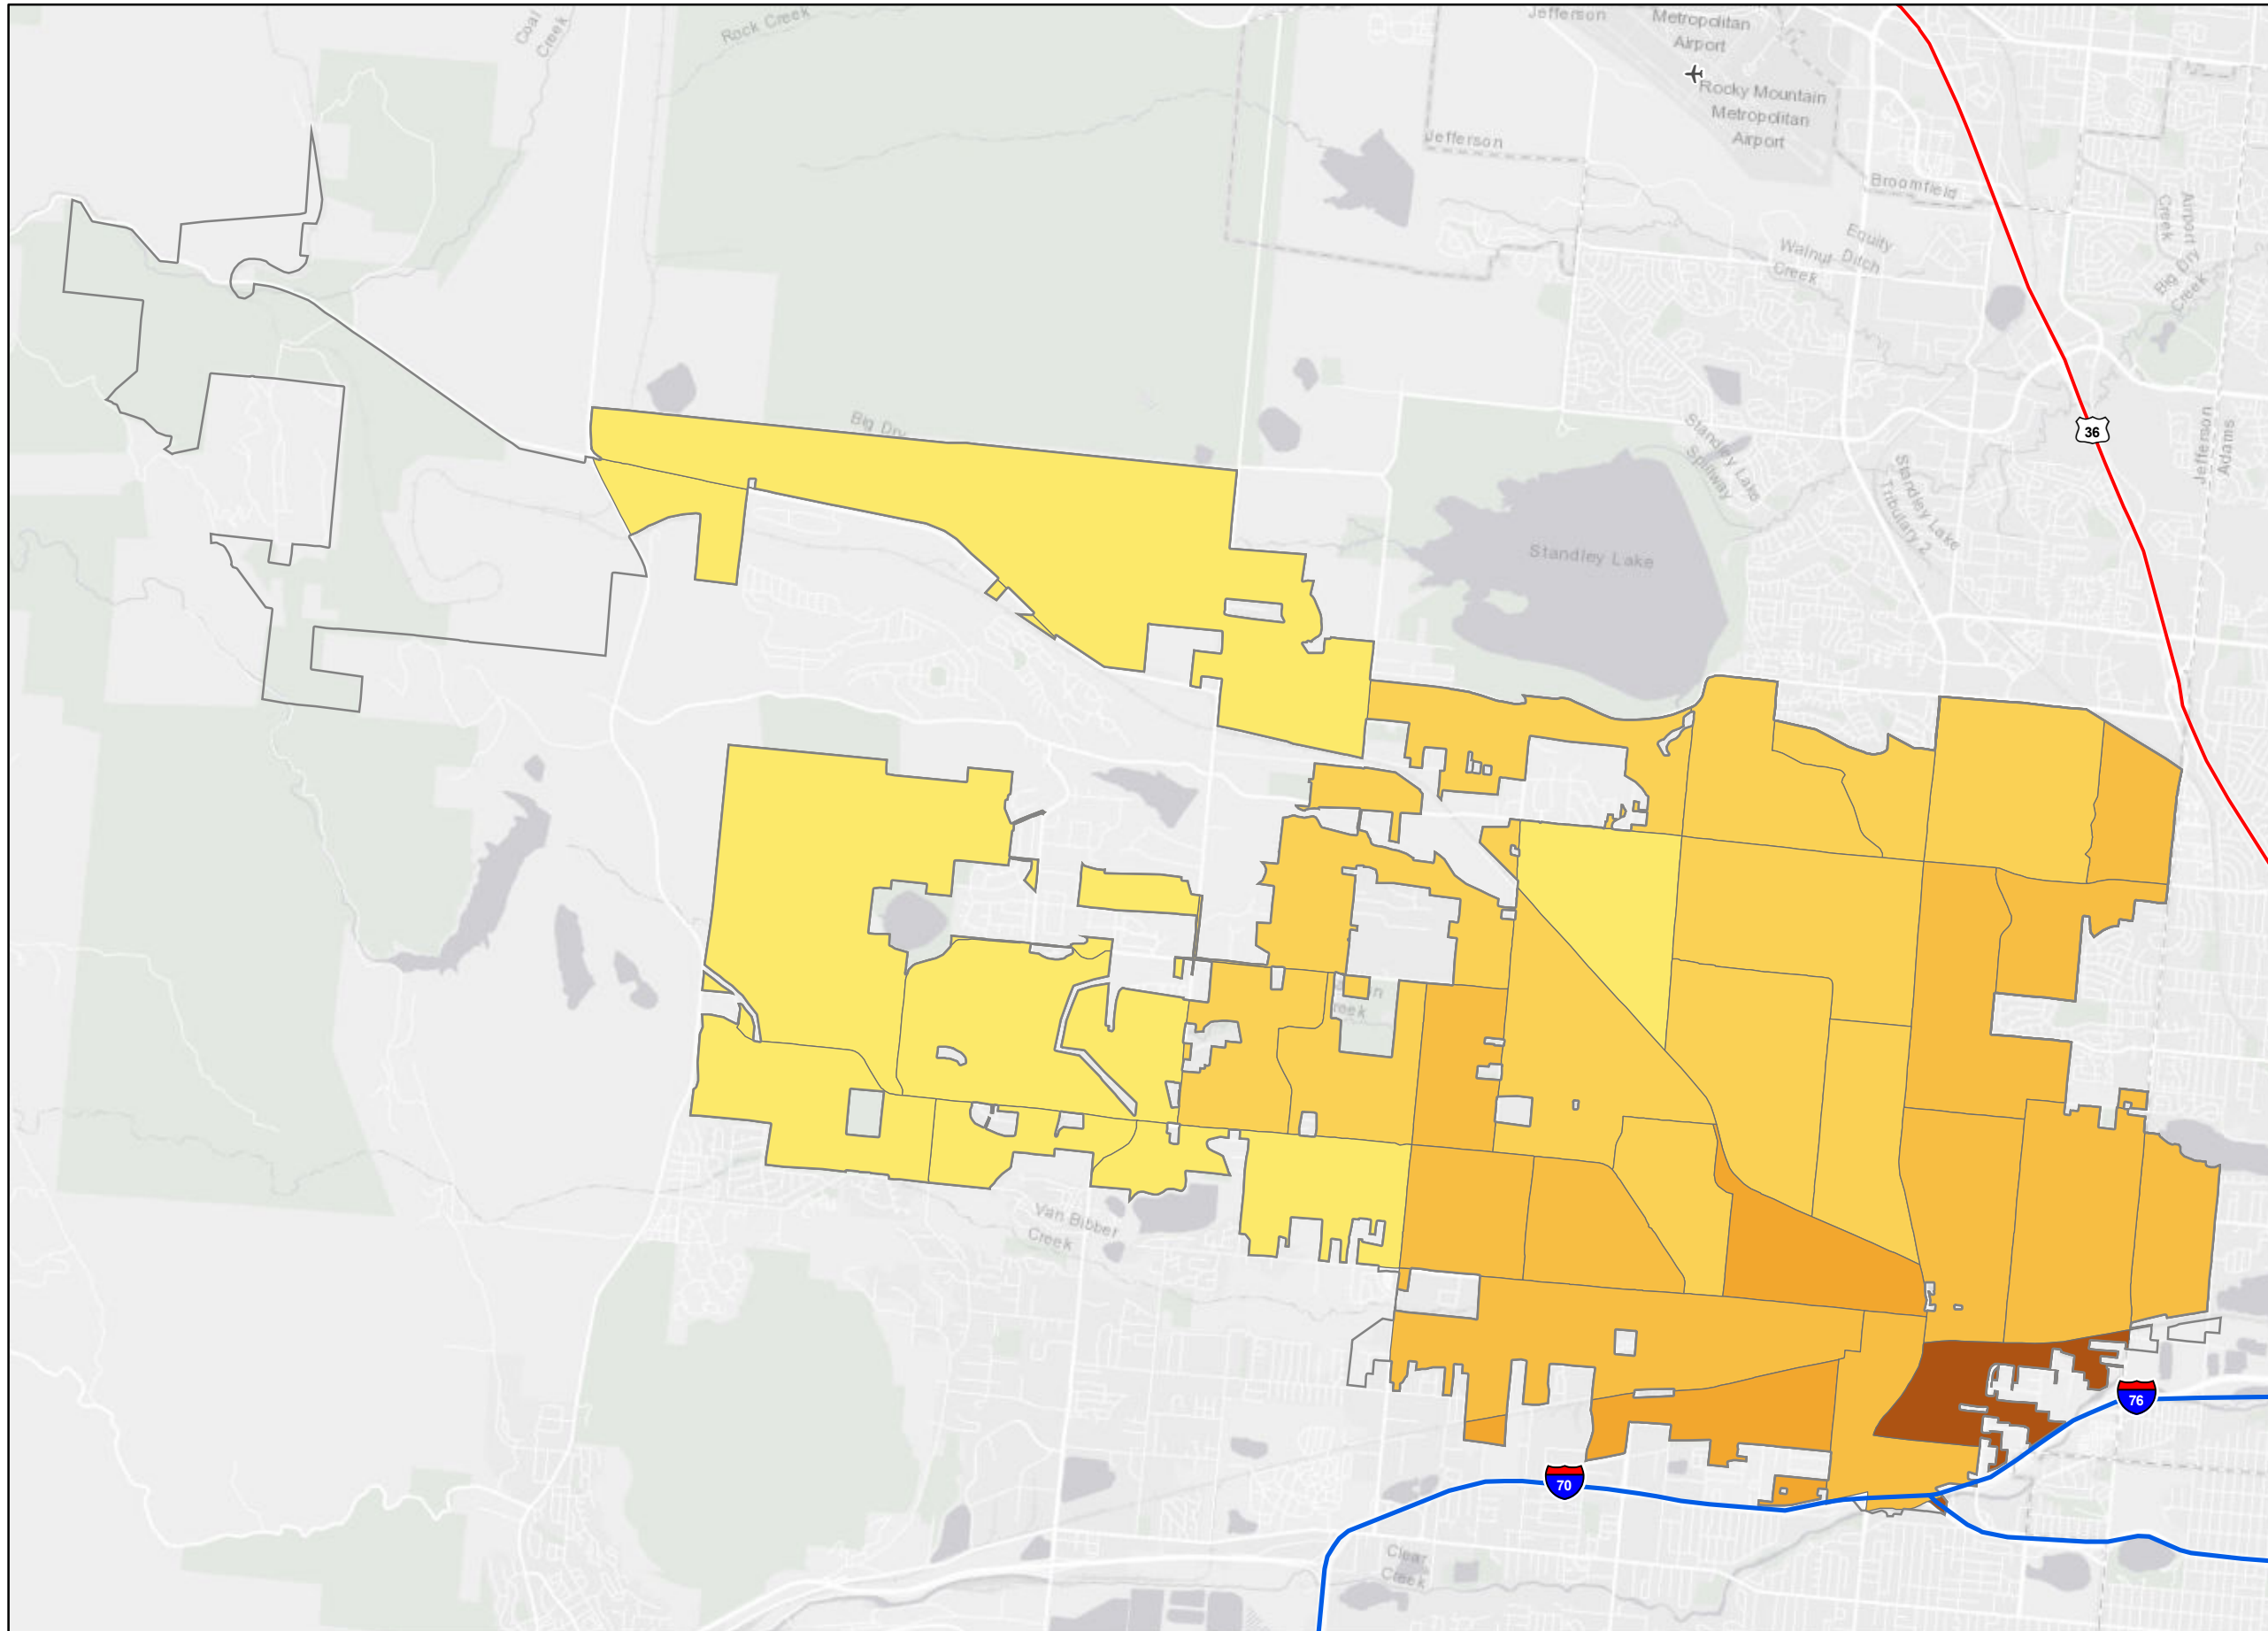 Coal
Creek
Rock Creek
Jefferson
Metropolitan
Airport
Rocky Mountain
Metropolitan
Airport
Jefferson
Broomfield
Airport
Creek
Equity
Ditch
Walnut
Creek
Big Dry
Creek
Big Dry
36
Jefferson
Adams
Standley Lake
Spillway
Standley Lake
Tributary 2
Standley Lake
Van Bibber
Creek
76
70
Clear
Creek